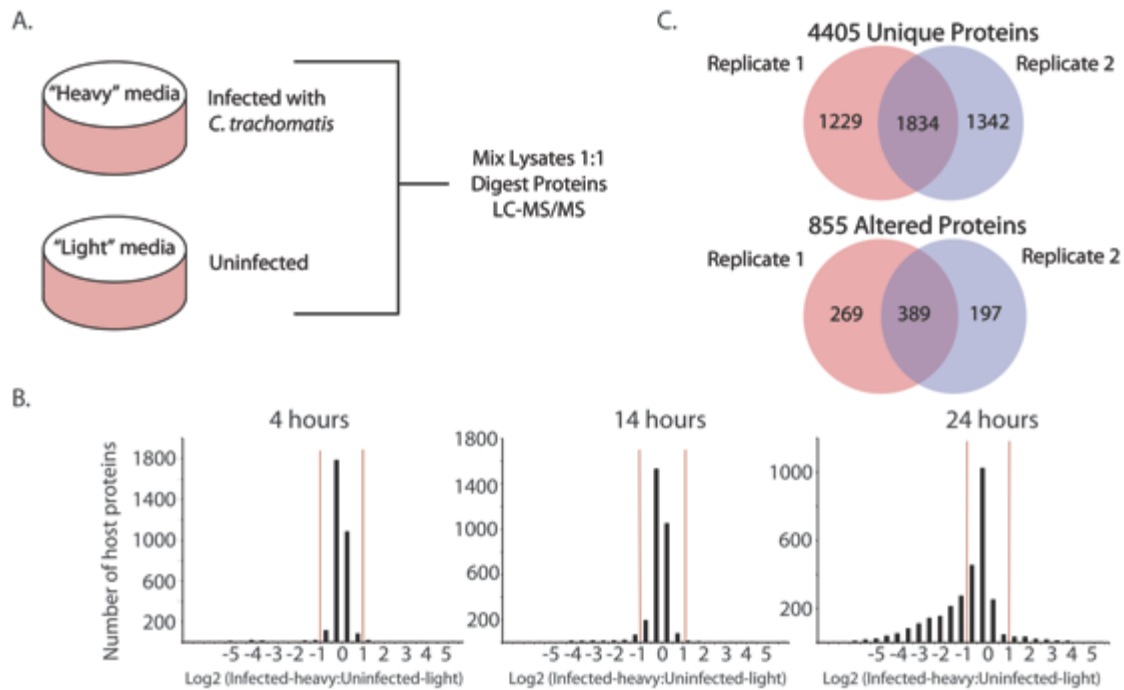 A.
"Heavy" media
Infected with
C. trachomatis
"Light" media
Uninfected
Mix Lysates 1:1
Digest Proteins
LC-MS/MS
C.
4405 Unique Proteins
Replicate 1
Replicate 2
1229
1834
1342
855 Altered Proteins
Replicate 1
Replicate 2
269
389
197
B.
Number of host proteins
4 hours
1800
1400
1000
600
200
-5 -4 -3 -2 -1 0 1 2 3 4 5
Log2 (Infected-heavy:Uninfected-light)
14 hours
1800
1400
1000
600
200
-5 -4 -3 -2 -1 0 1 2 3 4 5
Log2 (Infected-heavy:Uninfected-light)
24 hours
1000
600
200
-5 -4 -3 -2 -1 0 1 2 3 4 5
Log2 (Infected-heavy:Uninfected-light)